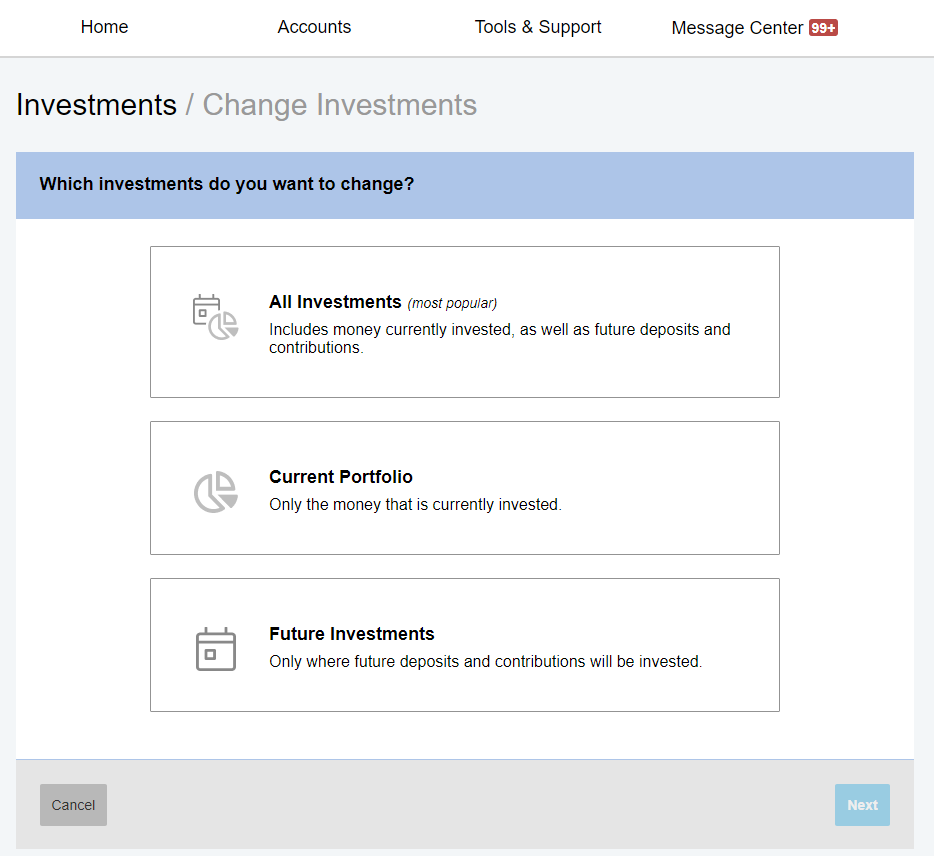 Home Accounts Tools & Support Message Center 99+
Investments / Change Investments
Which investments do you want to change?
All Investments (most popular)
Includes money currently invested, as well as future deposits and
contributions.
Current Portfolio
Only the money that is currently invested.
Future Investments
Only where future deposits and contributions will be invested.
Cancel Next